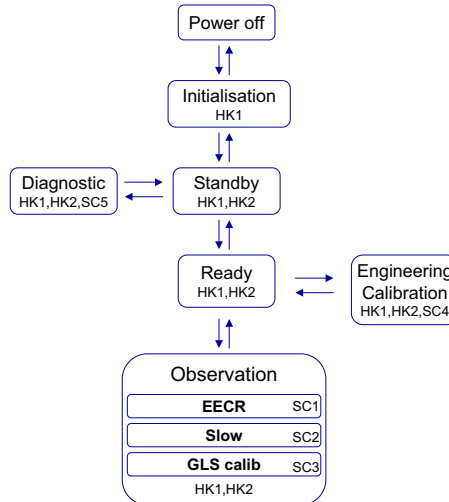 Power off
Initialisation
HK1
Diagnostic
HK1,HK2,SC5
Standby
HK1,HK2
Ready
HK1,HK2
Engineering
Calibration
HK1,HK2,SC4
Observation
EECR SC1
Slow SC2
GLS calib SC3
HK1,HK2